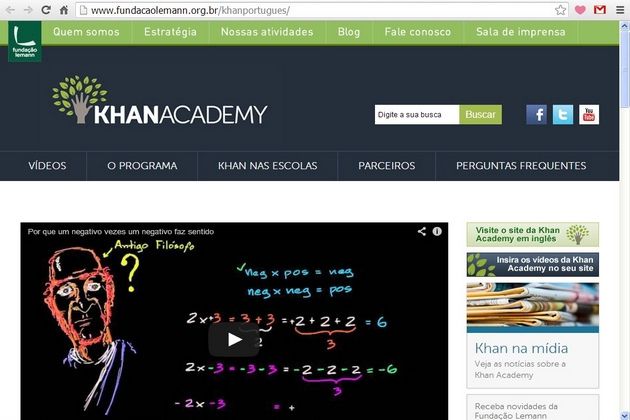 www.fundacaolemann.org.br/khanportugues/
fundação
lemann
Quem somos
Estratégia
Nossas atividades
Blog
Fale conosco
Sala de imprensa
KHANACADEMY
Digite a sua busca
Buscar
You
Tube
VÍDEOS
O PROGRAMA
KHAN NAS ESCOLAS
PARCEIROS
PERGUNTAS FREQUENTES
Por que um negativo vezes um negativo faz sentido
Antigo Filósofo
?
neg x pos = neg
neg x neg = pos
2x+3 = 3+3 = +2+2+2 = 6
2
3
2x-3 = -3-3 = -2-2-2 = -6
3
-2 x-3 = +
Visite o site da Khan
Academy em inglês
Insira os vídeos da Khan
Academy no seu site
Khan na mídia
Veja as notícias sobre a
Khan Academy
Receba novidades da
Fundação Lemann